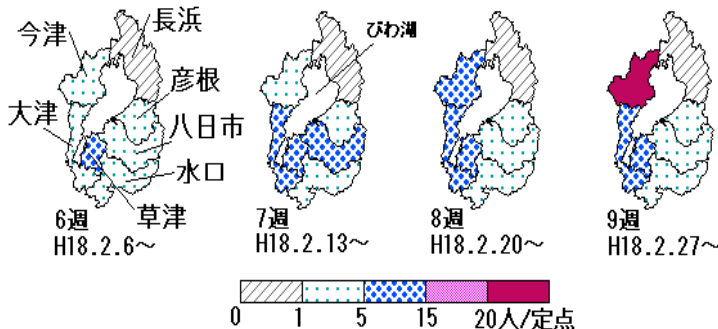 今津
長浜
びわ湖
彦根
大津
八日市
水口
草津
6週
H18.2.6～
7週
H18.2.13～
8週
H18.2.20～
9週
H18.2.27～
0 1 5 15 20人/定点